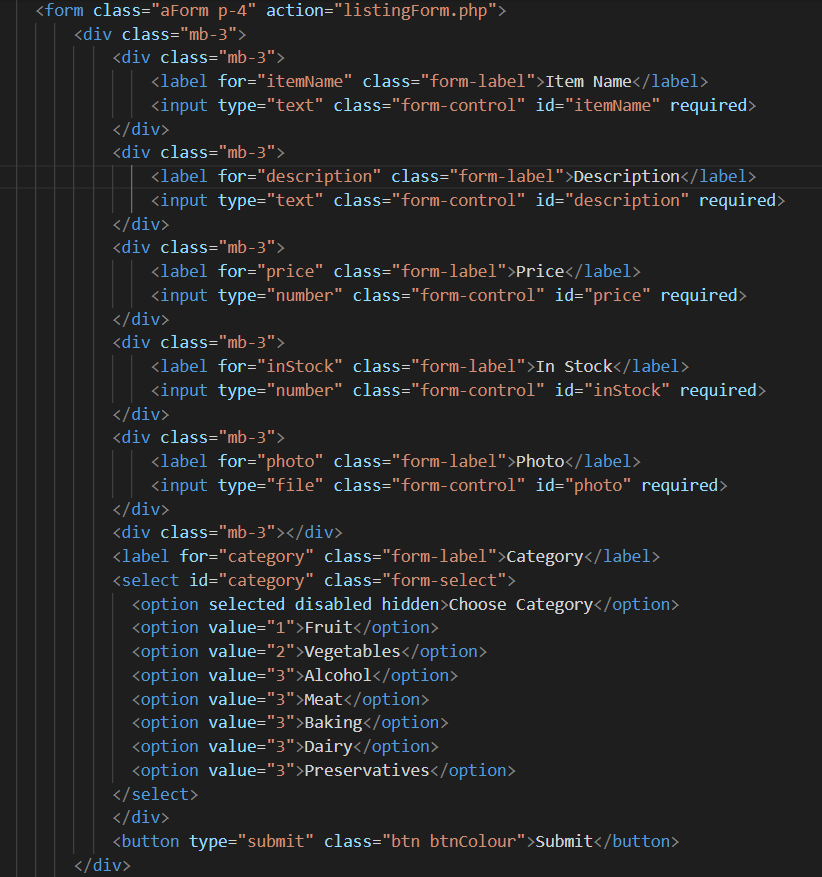 <form class="aForm p-4" action="listingForm.php">
<div class="mb-3">
<div class="mb-3">
<label for="itemName" class="form-label">Item Name</label>
<input type="text" class="form-control" id="itemName" required>
</div>
<div class="mb-3">
<label for="description" class="form-label">Description</label>
<input type="text" class="form-control" id="description" required>
</div>
<div class="mb-3">
<label for="price" class="form-label">Price</label>
<input type="number" class="form-control" id="price" required>
</div>
<div class="mb-3">
<label for="inStock" class="form-label">In Stock</label>
<input type="number" class="form-control" id="inStock" required>
</div>
<div class="mb-3">
<label for="photo" class="form-label">Photo</label>
<input type="file" class="form-control" id="photo" required>
</div>
<div class="mb-3"></div>
<label for="category" class="form-label">Category</label>
<select id="category" class="form-select">
<option selected disabled hidden>Choose Category</option>
<option value="1">Fruit</option>
<option value="2">Vegetables</option>
<option value="3">Alcohol</option>
<option value="3">Meat</option>
<option value="3">Baking</option>
<option value="3">Dairy</option>
<option value="3">Preservatives</option>
</select>
</div>
<button type="submit" class="btn btnColour">Submit</button>
</div>